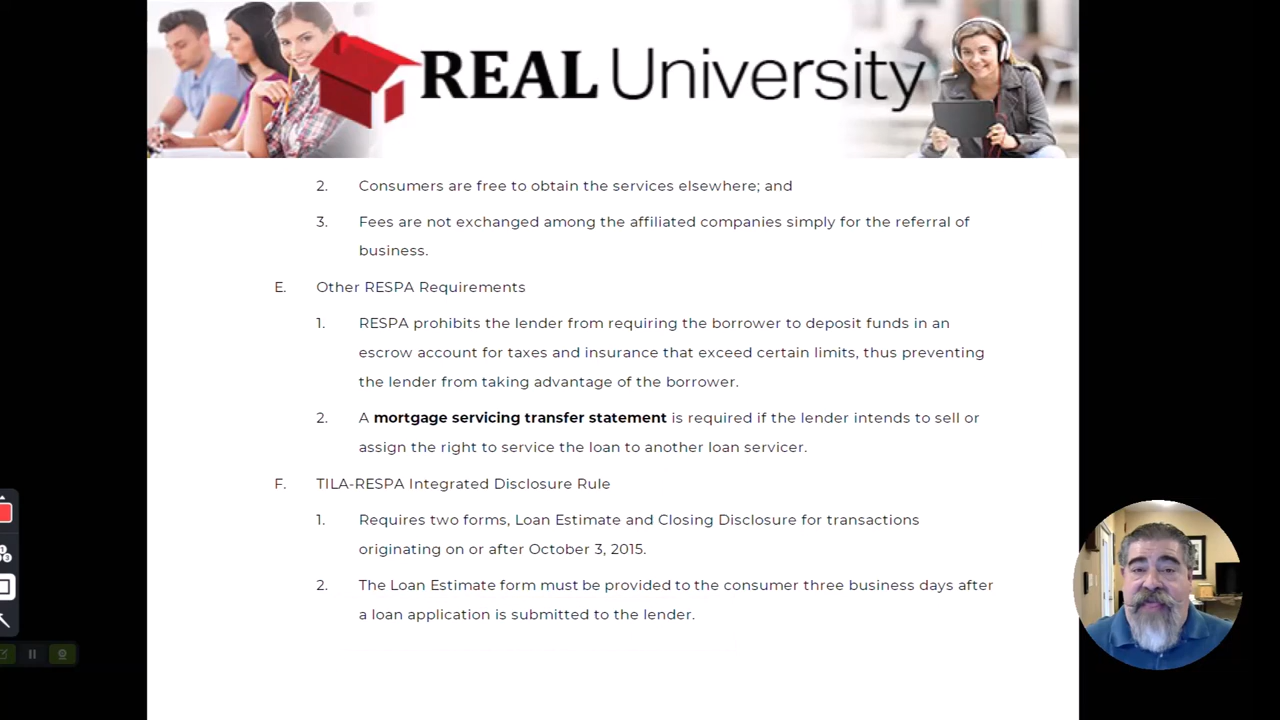 REAL University
2. Consumers are free to obtain the services elsewhere; and
3. Fees are not exchanged among the affiliated companies simply for the referral of
business.
E. Other RESPA Requirements
1. RESPA prohibits the lender from requiring the borrower to deposit funds in an
escrow account for taxes and insurance that exceed certain limits, thus preventing
the lender from taking advantage of the borrower.
2. A mortgage servicing transfer statement is required if the lender intends to sell or
assign the right to service the loan to another loan servicer.
F. TILA-RESPA Integrated Disclosure Rule
1. Requires two forms, Loan Estimate and Closing Disclosure for transactions
originating on or after October 3, 2015.
2. The Loan Estimate form must be provided to the consumer three business days after
a loan application is submitted to the lender.